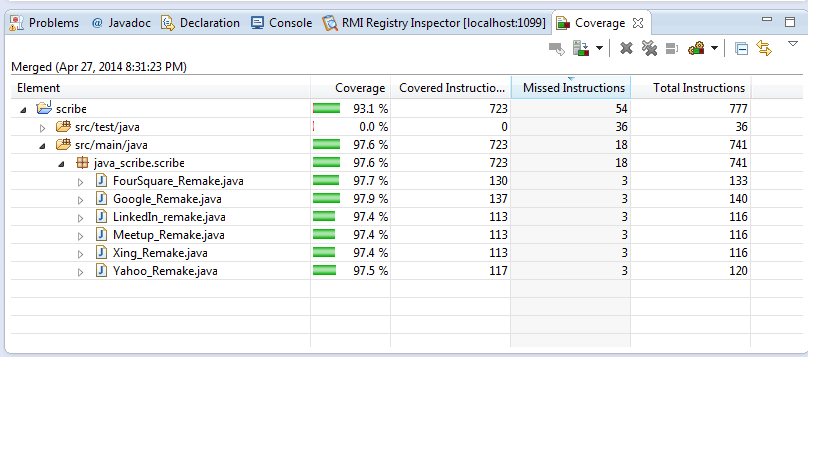 Problems @ Javadoc Declaration Console RMI Registry Inspector [localhost:1099] Coverage
Merged (Apr 27, 2014 8:31:23 PM)
Element Coverage Covered Instructio... Missed Instructions Total Instructions
scribe 93.1 % 723 54 777
src/test/java 0.0 % 0 36 36
src/main/java 97.6 % 723 18 741
java_scribe.scribe 97.6 % 723 18 741
FourSquare_Remake.java 97.7 % 130 3 133
Google_Remake.java 97.9 % 137 3 140
LinkedIn_remake.java 97.4 % 113 3 116
Meetup_Remake.java 97.4 % 113 3 116
Xing_Remake.java 97.4 % 113 3 116
Yahoo_Remake.java 97.5 % 117 3 120